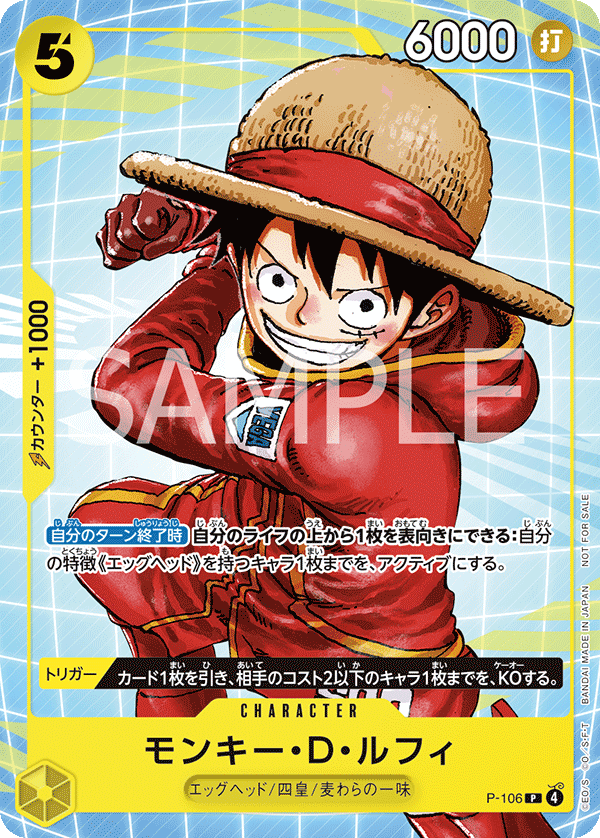 5
6000
打
カウンター +1000
SAMPLE
VEGA
自分のターン終了時 自分のライフの上から1枚を表向きにできる:自分
の特徴《エッグヘッド》を持つキャラ1枚までを、アクティブにする。
トリガー カード1枚を引き、相手のコスト2以下のキャラ1枚までを、KOする。
CHARACTER
モンキー・D・ルフィ
エッグヘッド/四皇/麦わらの一味
P-106 P 4
©E.O/S. ©O./S.F.T BANDAI MADE IN JAPAN NOT FOR SALE